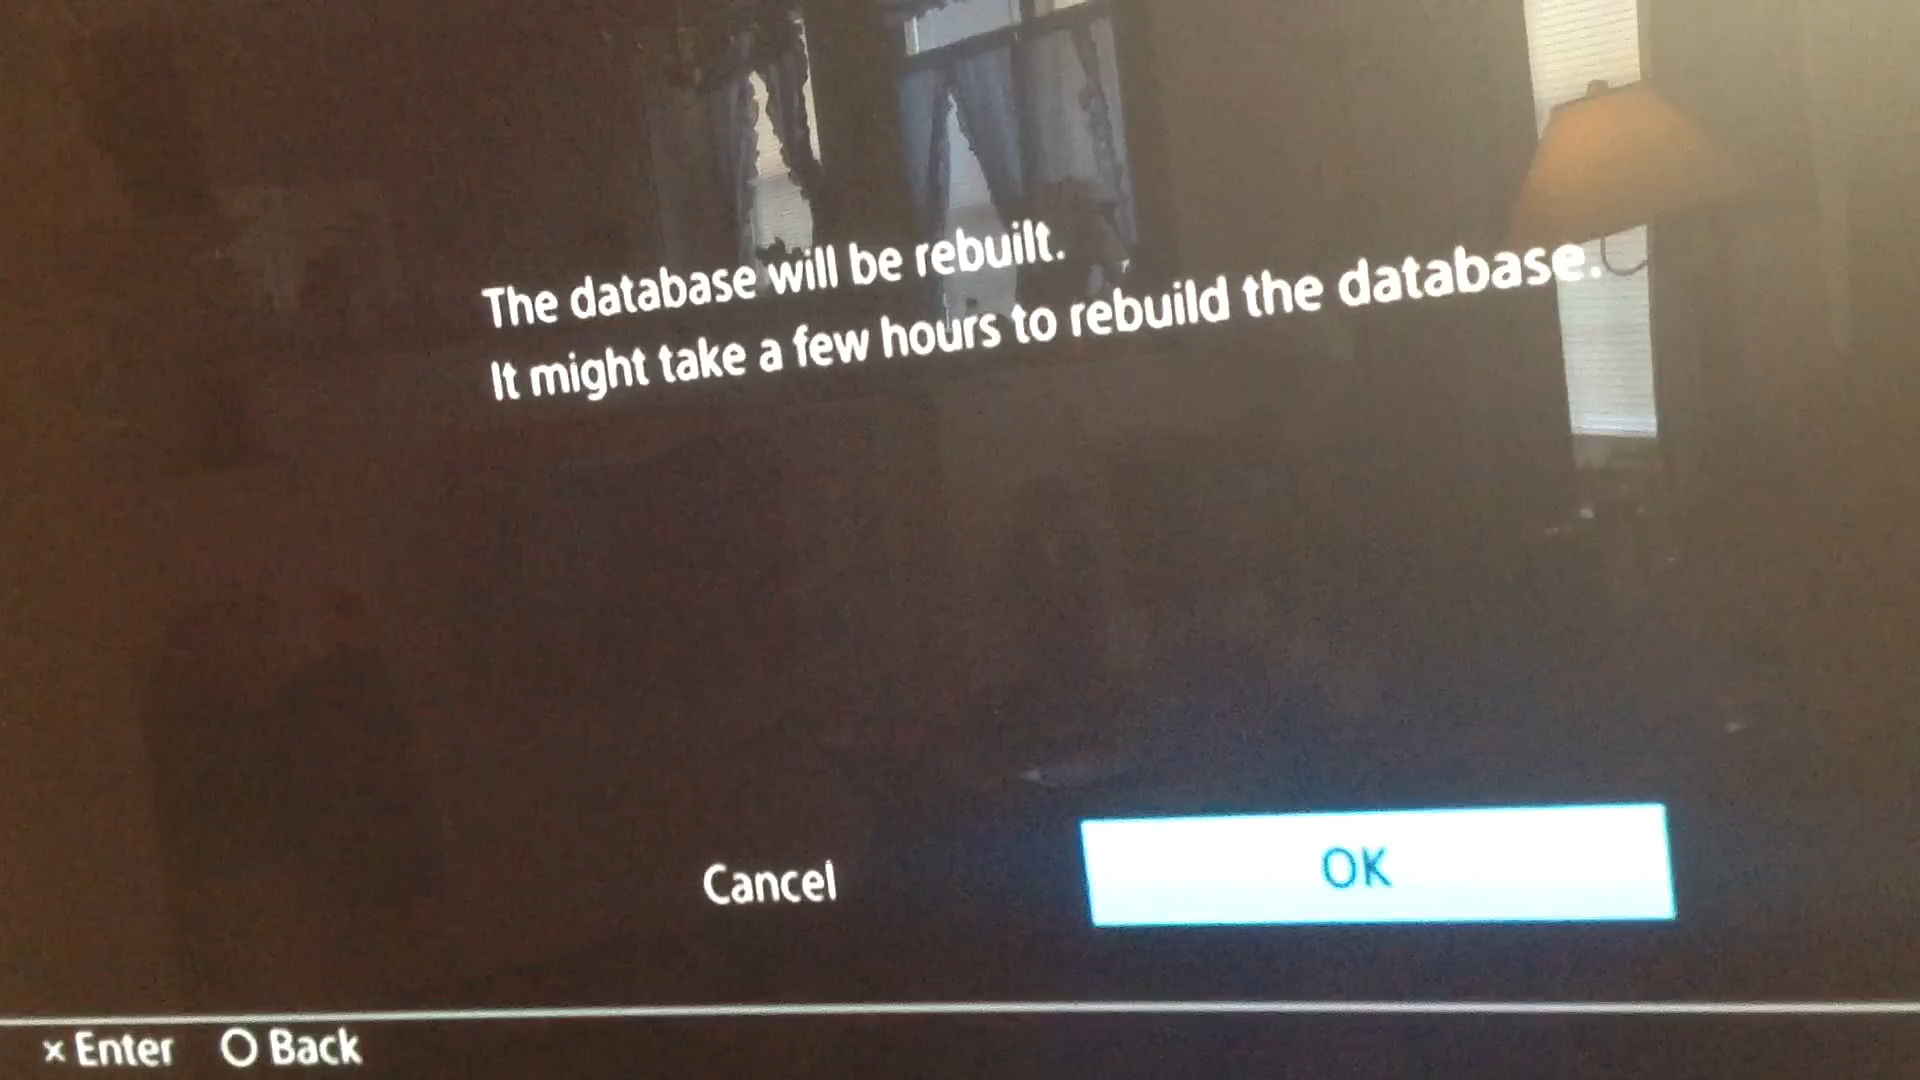 The database will be rebuilt.
It might take a few hours to rebuild the database.
Cancel
OK
× Enter
O Back